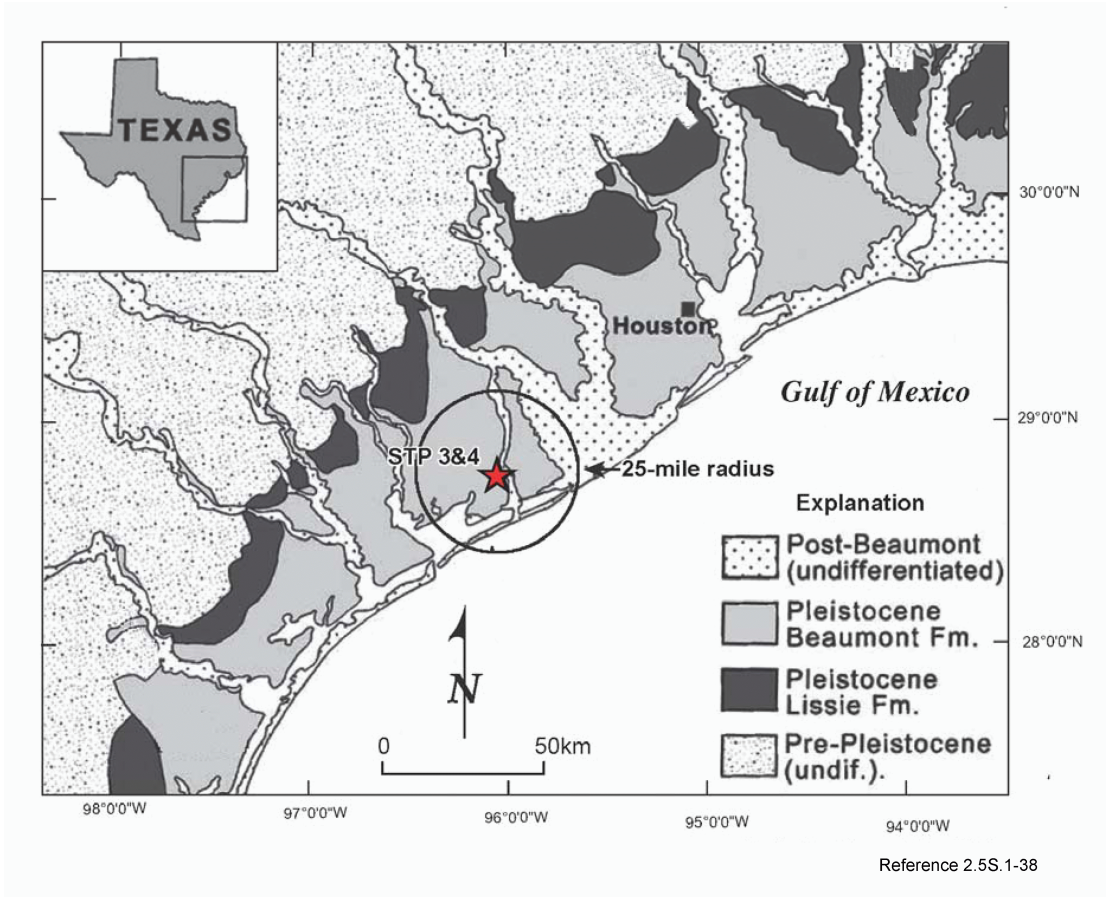 TEXAS
30°0'0"N
Houston
Gulf of Mexico
29°0'0"N
STP 3&4
25-mile radius
Explanation
Post-Beaumont
(undifferentiated)
Pleistocene
Beaumont Fm.
28°0'0"N
Pleistocene
Lissie Fm.
N
0 50km
Pre-Pleistocene
(undif.).
98°0'0"W 97°0'0"W 96°0'0"W 95°0'0"W 94°0'0"W
Reference 2.5S.1-38